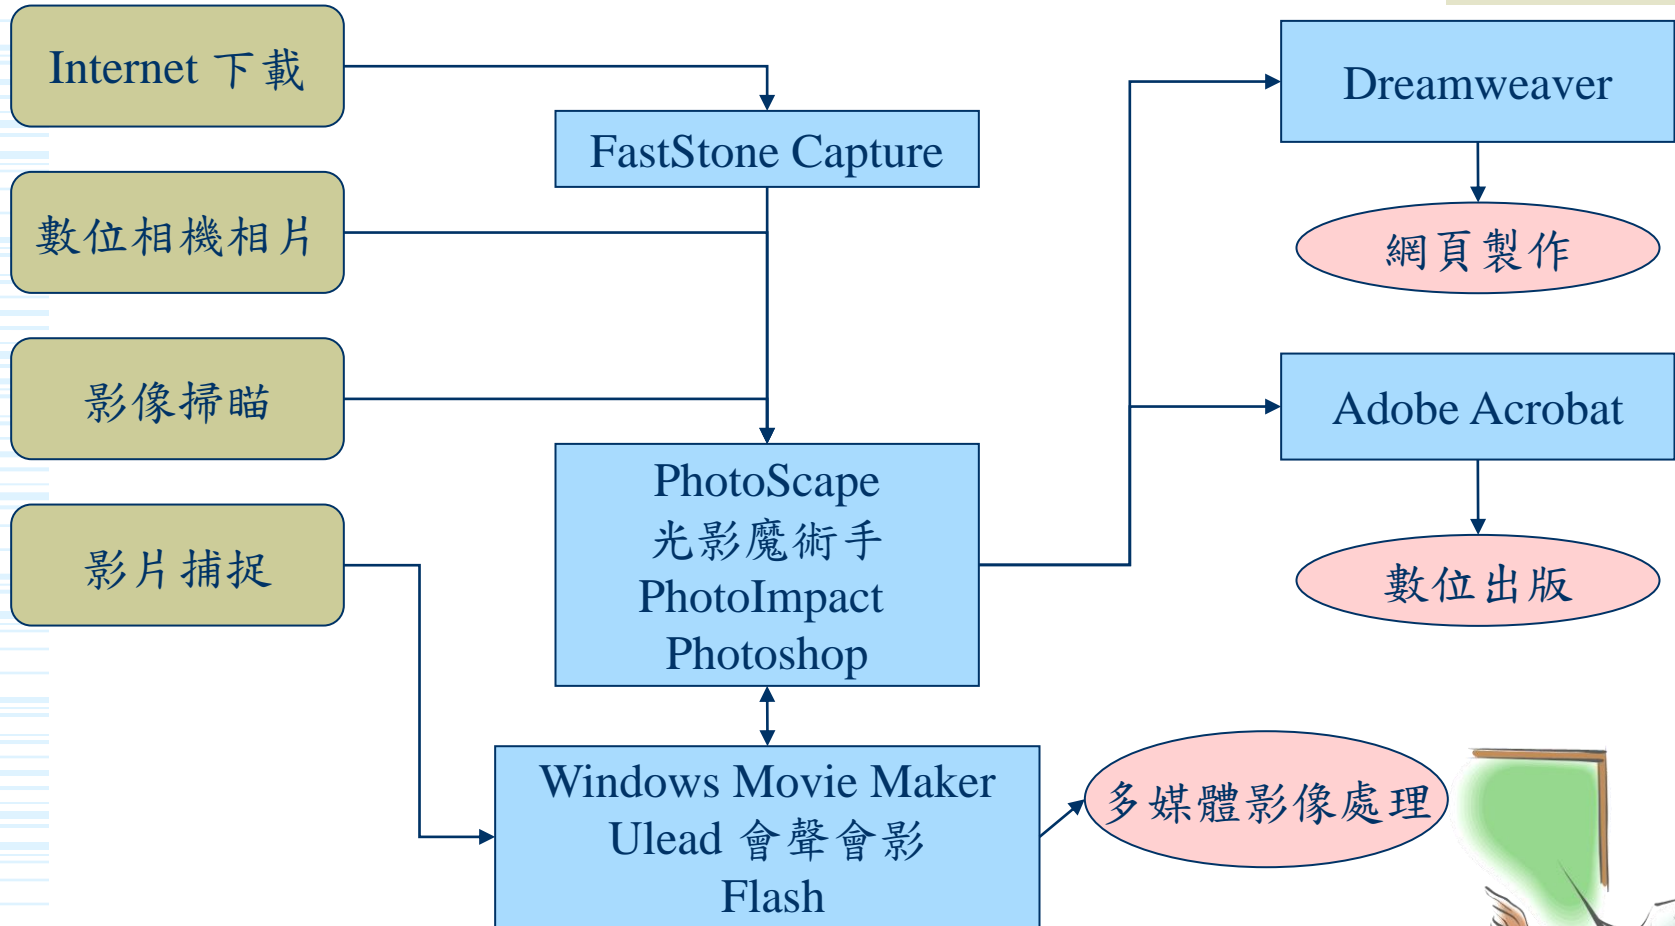 Internet 下載
數位相機相片
影像掃瞄
影片捕捉
FastStone Capture
PhotoScape
光影魔術手
PhotoImpact
Photoshop
Windows Movie Maker
Ulead 會聲會影
Flash
Dreamweaver
網頁製作
Adobe Acrobat
數位出版
多媒體影像處理